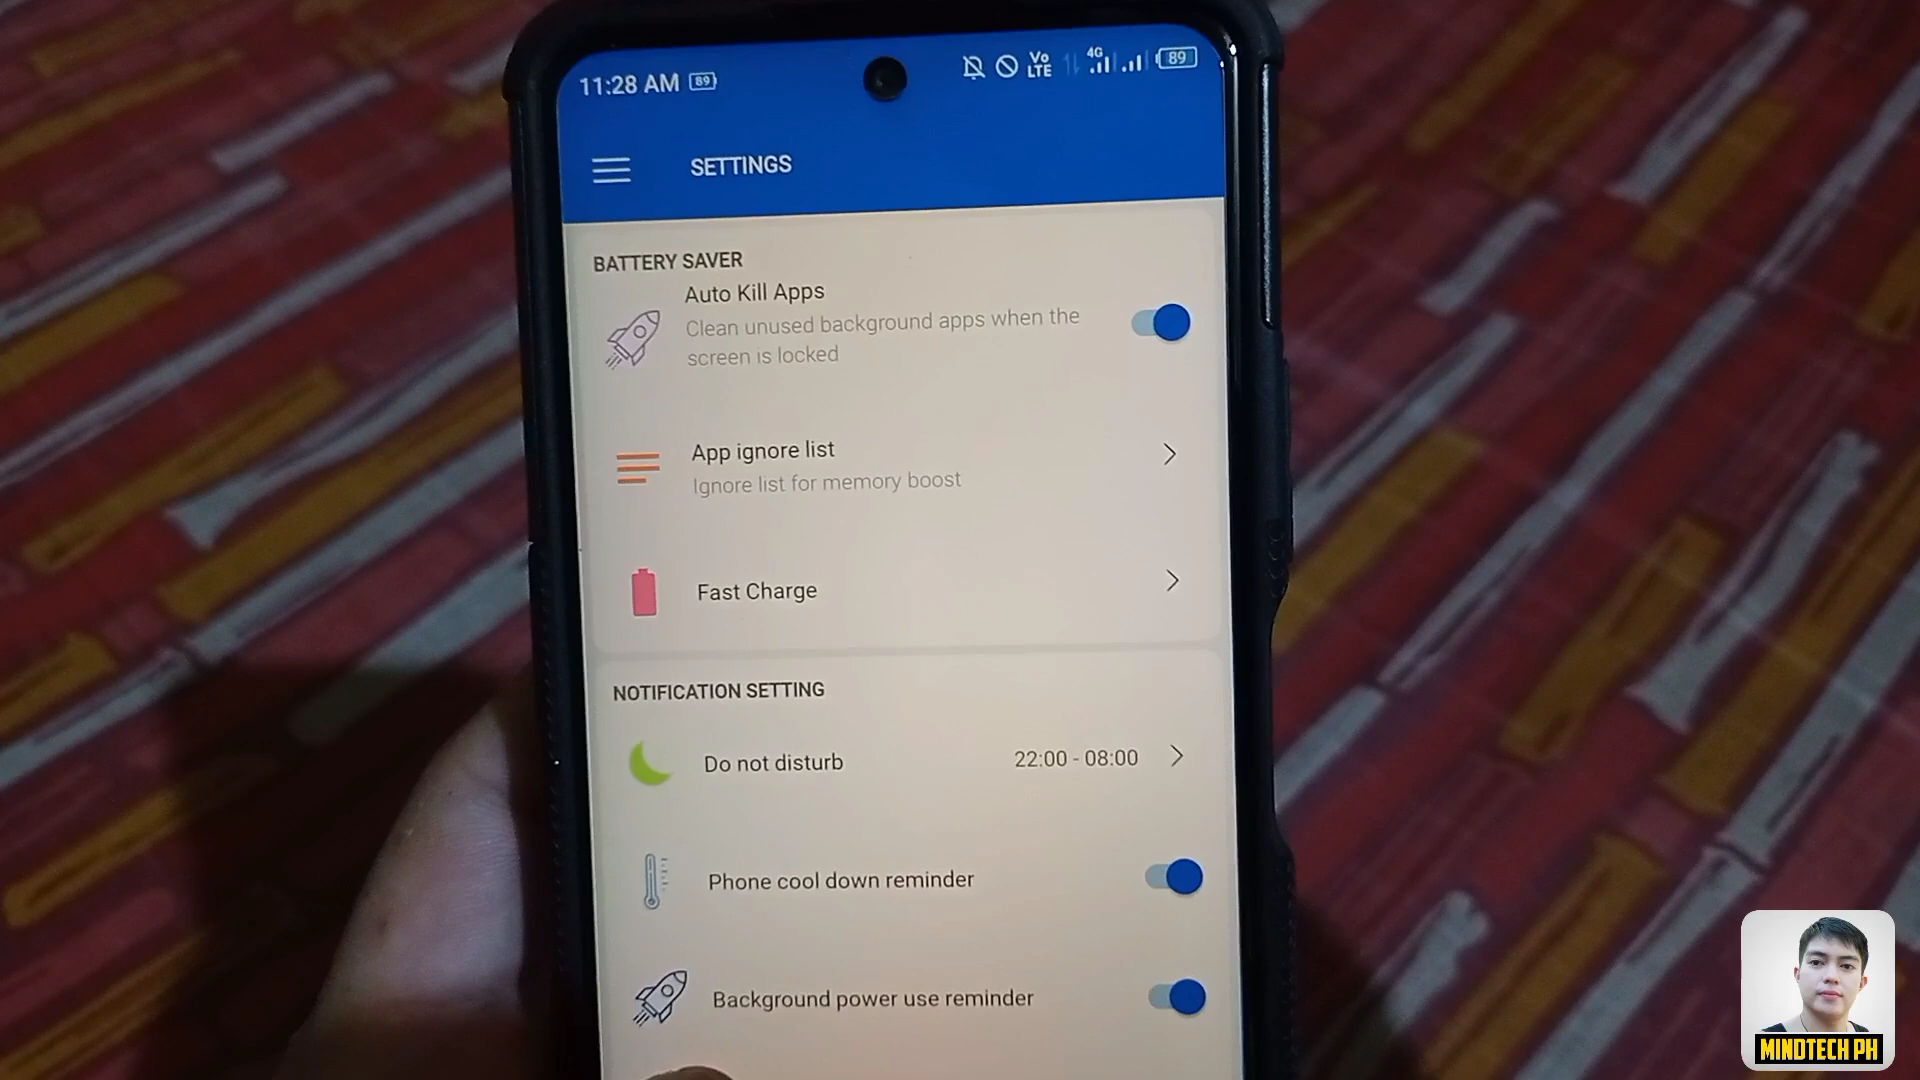 11:28 AM 89
Vo
LTE
4G
89
SETTINGS
BATTERY SAVER
Auto Kill Apps
Clean unused background apps when the
screen is locked
App ignore list
Ignore list for memory boost
Fast Charge
NOTIFICATION SETTING
Do not disturb
22:00 - 08:00
Phone cool down reminder
Background power use reminder
MINDTECH PH